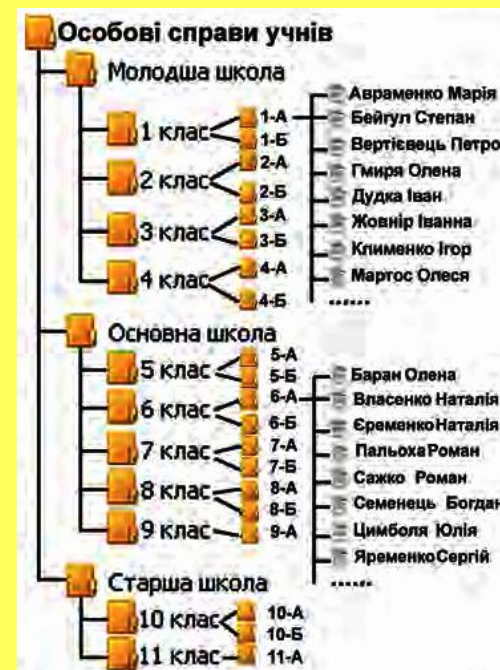 Особові справи учнів
Молодша школа
1 клас
1-А
1-Б
2 клас
2-А
2-Б
3 клас
3-А
3-Б
4 клас
4-А
4-Б
Авраменко Марія
Бейгул Степан
Вертієвець Петро
Гмиря Олена
Дудка Іван
Жовнір Іванна
Клименко Ігор
Мартос Олеся
......
Основна школа
5 клас
5-А
5-Б
6 клас
6-А
6-Б
7 клас
7-А
7-Б
8 клас
8-А
8-Б
9 клас
9-А
Баран Олена
Власенко Наталія
Єременко Наталія
Пальоха Роман
Сажко Роман
Семенець Богдан
Цимболя Юлія
Яременко Сергій
......
Старша школа
10 клас
10-А
10-Б
11 клас
11-А